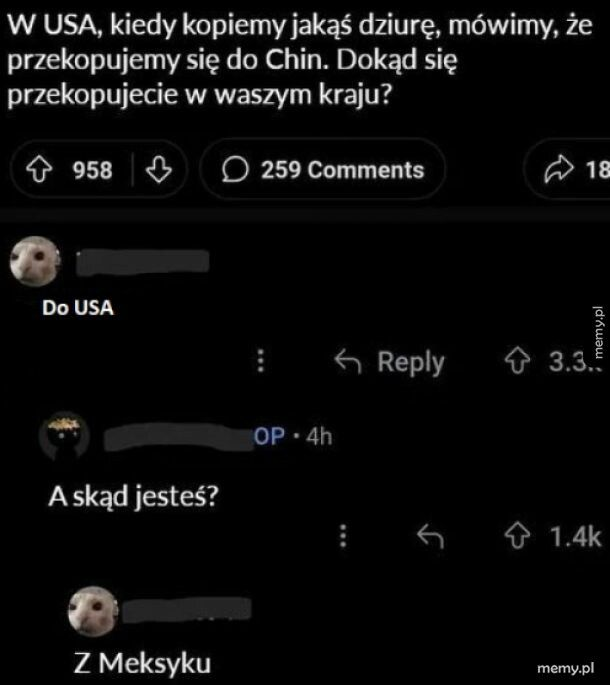 W USA, kiedy kopiemy jakąś dziurę, mówimy, że
przekopujemy się do Chin. Dokąd się
przekopujecie w waszym kraju?
958
259 Comments
18
Do USA
memy.pl
Reply
3.3..
OP • 4h
A skąd jesteś?
1.4k
Z Meksyku
memy.pl